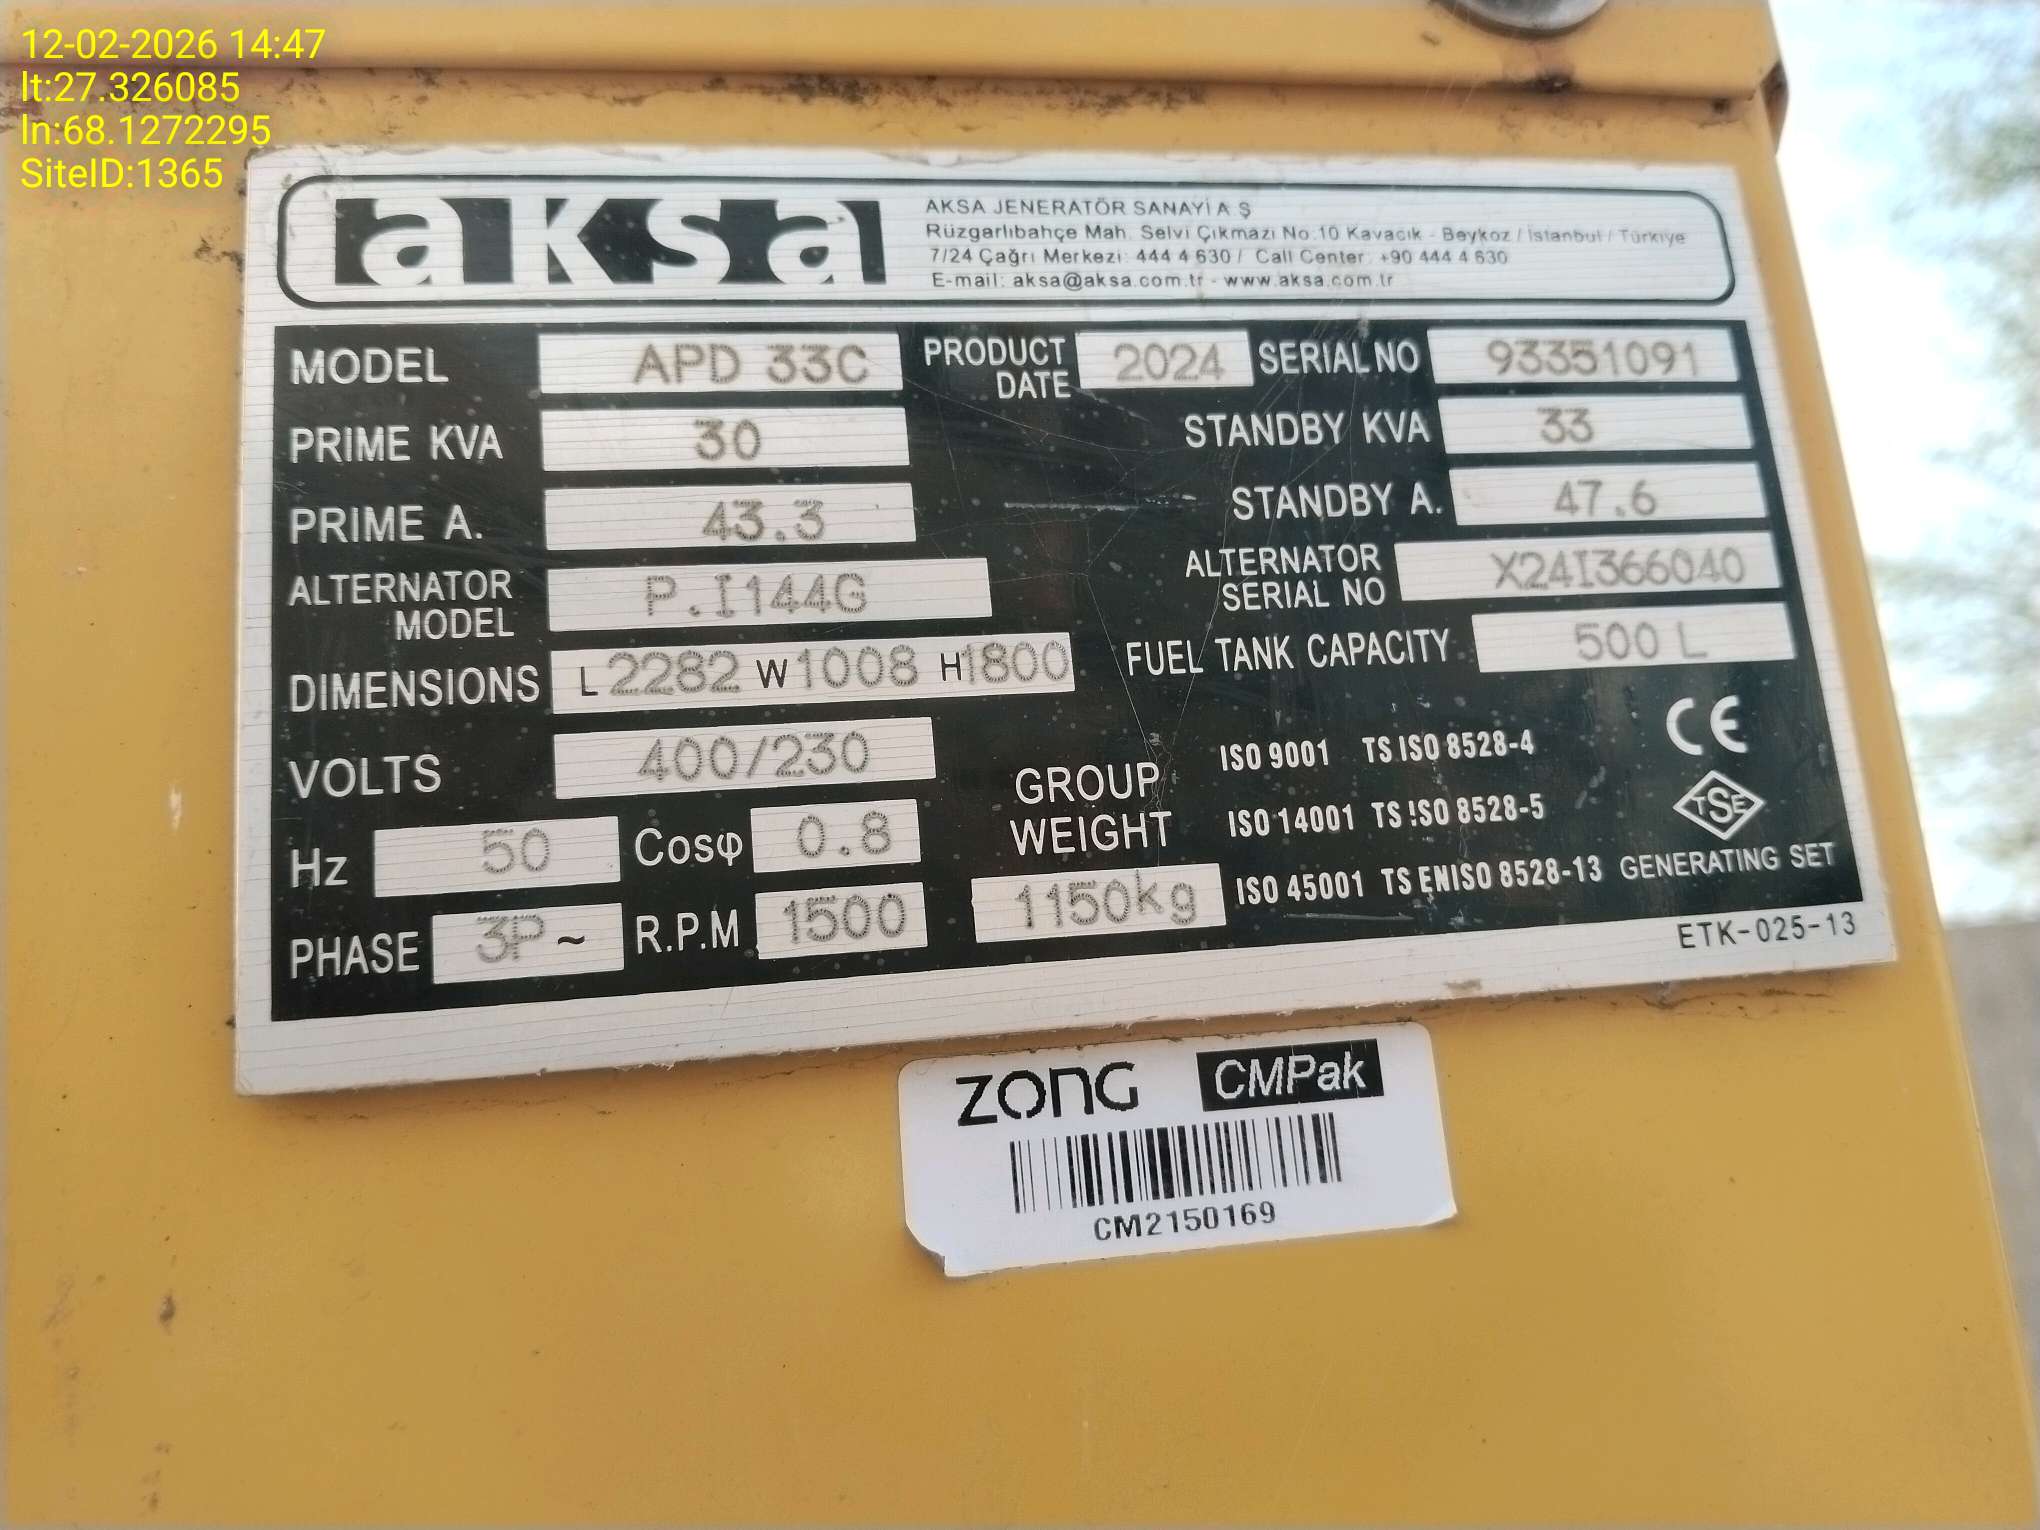 12-02-2026 14:47
lt:27.326085
ln:68.1272295
SiteID:1365
aksa
AKSA JENERATÖR SANAYİ A Ş
Rüzgarlıbahçe Mah. Selvi Çıkmazı No.10 Kavacık - Beykoz / İstanbul / Türkiye
7/24 Çağrı Merkezi: 444 4 630 / Call Center: +90 444 4 630
E-mail: aksa@aksa.com.tr - www.aksa.com.tr
MODEL APD 33C PRODUCT DATE 2024 SERIAL NO 93351091
PRIME KVA 30 STANDBY KVA 33
PRIME A. 43.3 STANDBY A. 47.6
ALTERNATOR MODEL P.I144G ALTERNATOR SERIAL NO X24I366040
DIMENSIONS L 2282 W 1008 H 1800 FUEL TANK CAPACITY 500 L
VOLTS 400/230
Hz 50 Cosφ 0.8
PHASE 3P~ R.P.M 1500
GROUP WEIGHT 1150kg
ISO 9001 TS ISO 8528-4 CE
ISO 14001 TS ISO 8528-5 TSE
ISO 45001 TS EN ISO 8528-13 GENERATING SET
ETK-025-13
ZONG CMPak
CM2150169